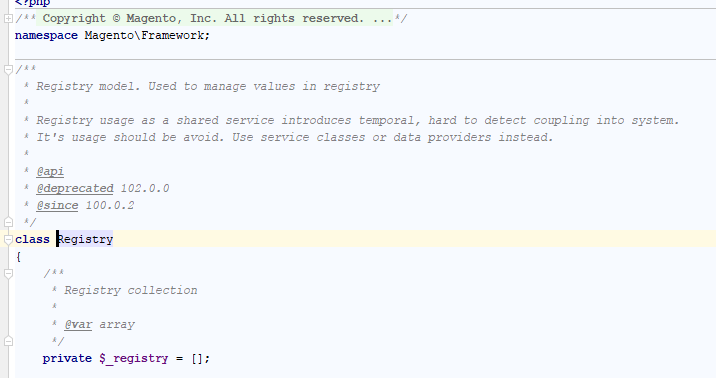 <?php
/** Copyright © Magento, Inc. All rights reserved. ...*/
namespace Magento\Framework;
/**
 * Registry model. Used to manage values in registry
 *
 * Registry usage as a shared service introduces temporal, hard to detect coupling into system.
 * It's usage should be avoid. Use service classes or data providers instead.
 *
 * @api
 * @deprecated 102.0.0
 * @since 100.0.2
 */
class Registry
{
    /**
     * Registry collection
     *
     * @var array
     */
    private $_registry = [];